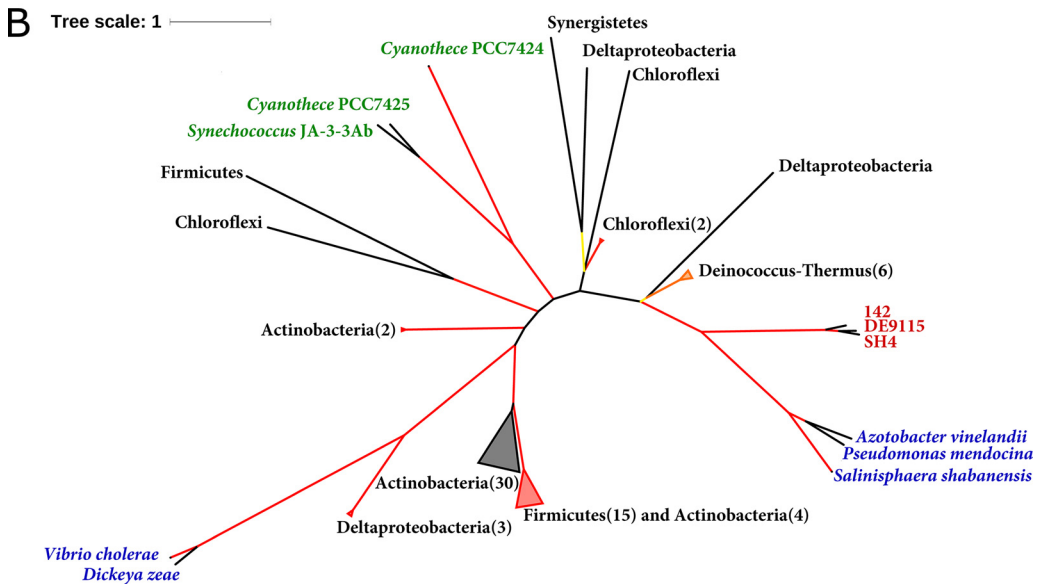 B
Tree scale: 1
Synergistetes
Cyanothece PCC7424
Deltaproteobacteria
Chloroflexi
Cyanothece PCC7425
Synechococcus JA-3-3Ab
Firmicutes
Deltaproteobacteria
Chloroflexi
Chloroflexi(2)
Deinococcus-Thermus(6)
142
DE9115
SH4
Actinobacteria(2)
Azotobacter vinelandii
Pseudomonas mendocina
Salinisphaera shabanensis
Actinobacteria(30)
Firmicutes(15) and Actinobacteria(4)
Deltaproteobacteria(3)
Vibrio cholerae
Dickeya zeae